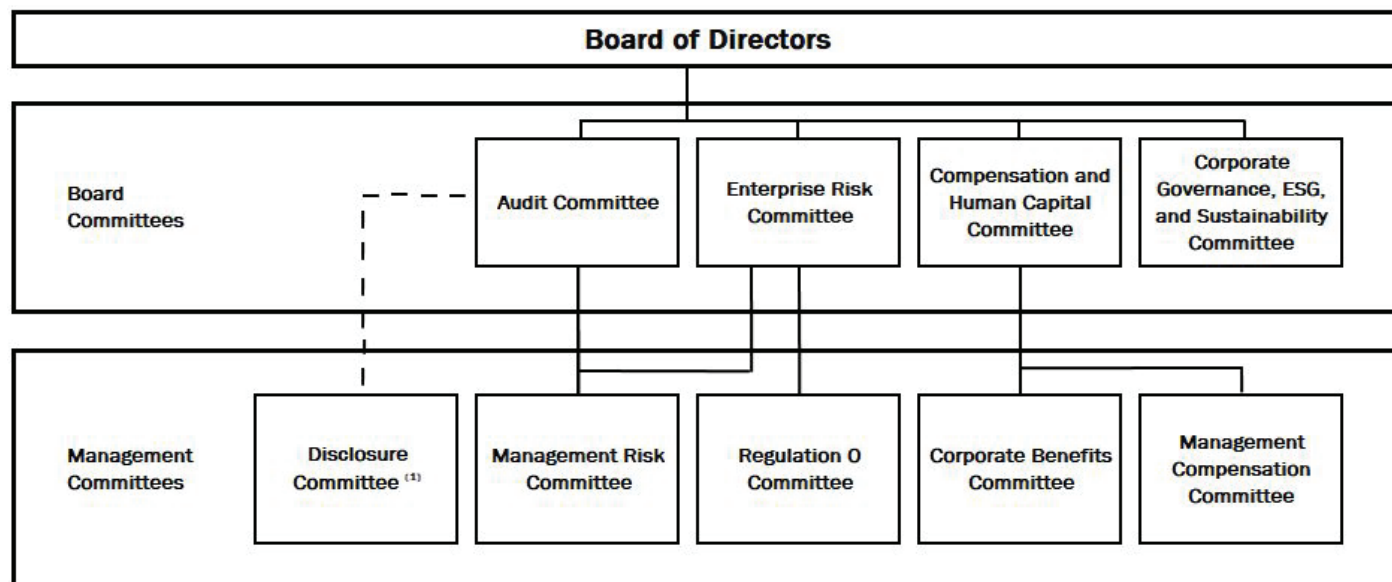 Board of Directors
Board
Committees
Audit Committee
Enterprise Risk
Committee
Compensation and
Human Capital
Committee
Corporate
Governance, ESG,
and Sustainability
Committee
Management
Committees
Disclosure
Committee (1)
Management Risk
Committee
Regulation O
Committee
Corporate Benefits
Committee
Management
Compensation
Committee